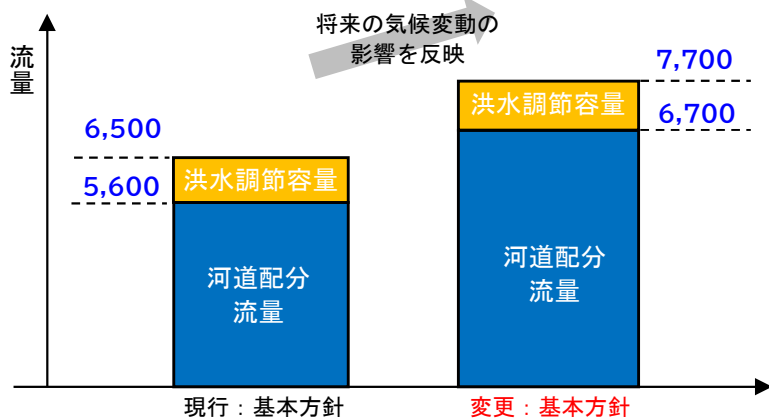 将来の気候変動の
影響を反映
流量
7,700
洪水調節容量
6,700
6,500
洪水調節容量
5,600
河道配分
流量
河道配分
流量
現行：基本方針
変更：基本方針